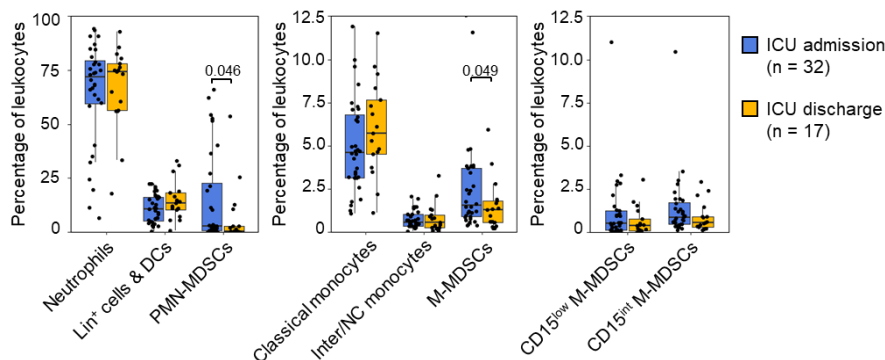 Percentage of leukocytes
100
75
50
25
0
0.046
Neutrophils
Lin⁺ cells & DCs
PMN-MDSCs
Percentage of leukocytes
12.5
10.0
7.5
5.0
2.5
0
0.049
Classical monocytes
Inter/NC monocytes
M-MDSCs
Percentage of leukocytes
12.5
10.0
7.5
5.0
2.5
0
CD15ˡᵒʷ M-MDSCs
CD15ⁱⁿᵗ M-MDSCs
ICU admission
(n = 32)
ICU discharge
(n = 17)